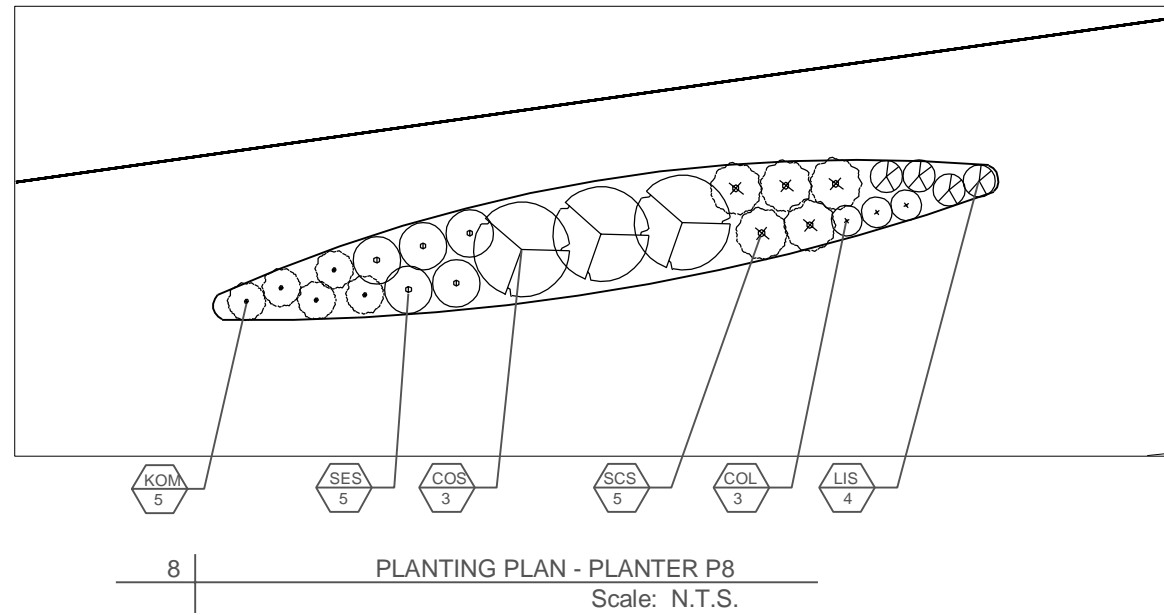 KOM
5
SES
5
COS
3
SCS
5
COL
3
LIS
4
8
PLANTING PLAN - PLANTER P8
Scale: N.T.S.